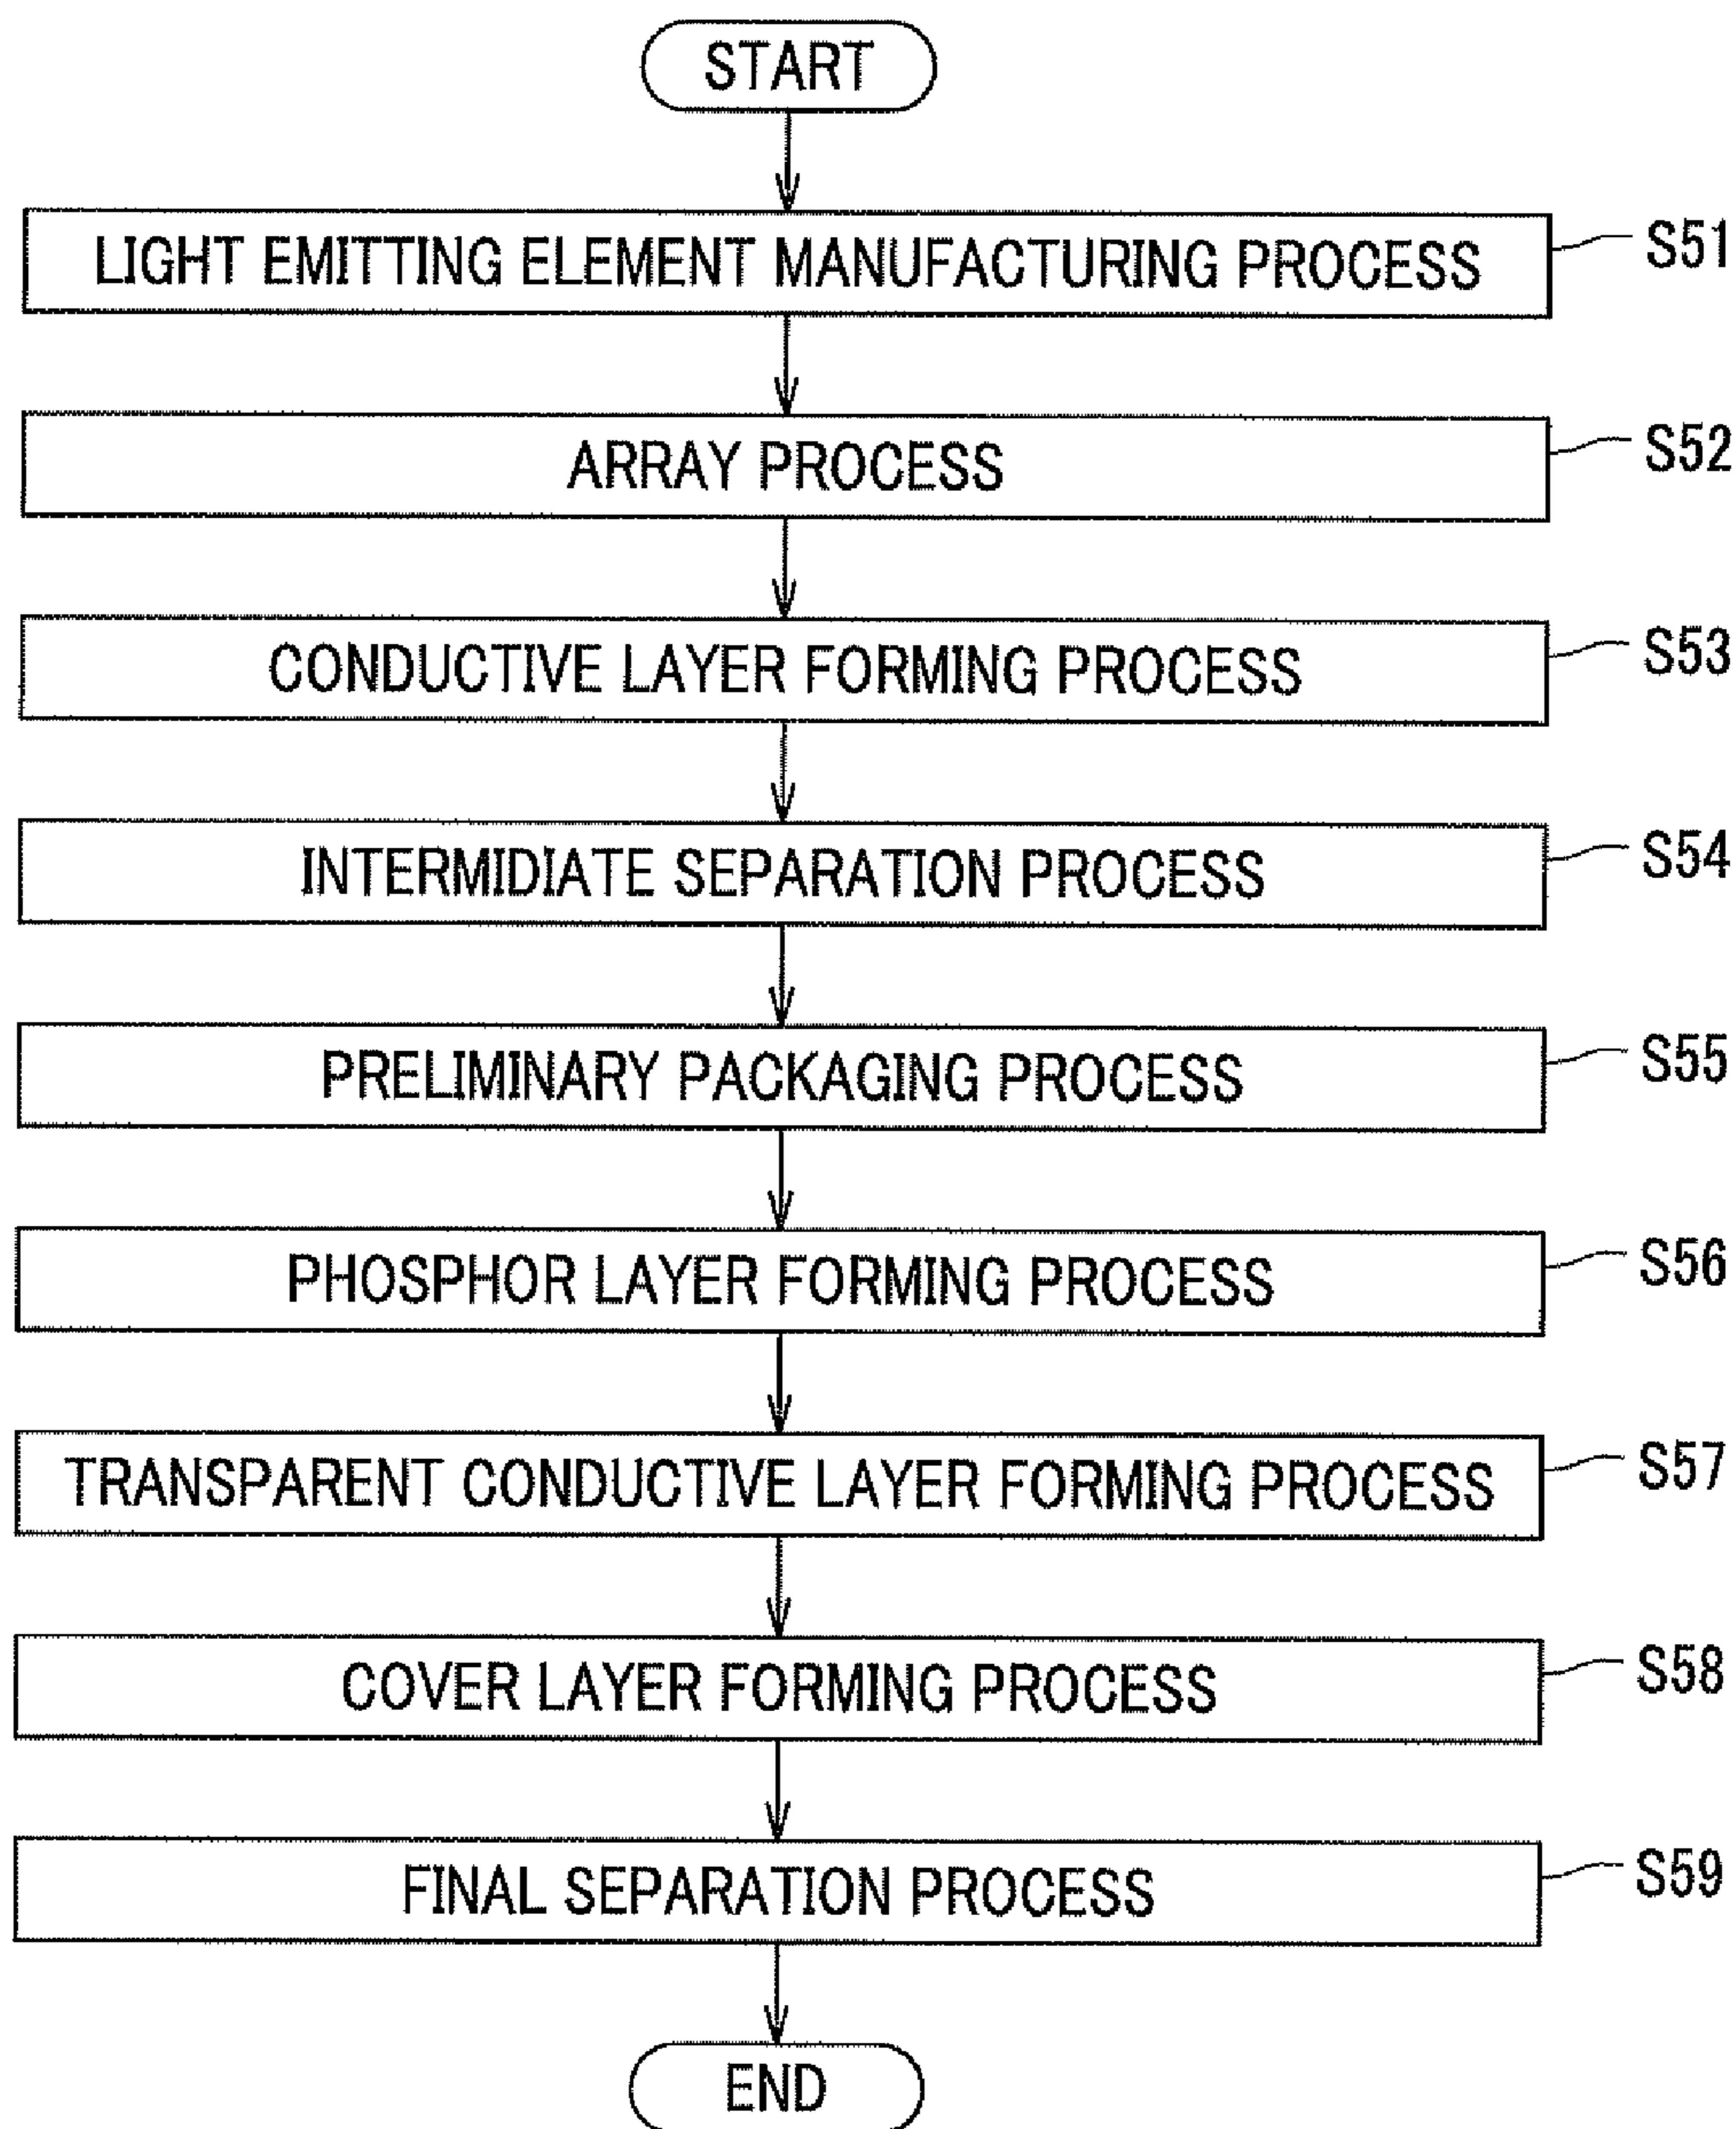 START
LIGHT EMITTING ELEMENT MANUFACTURING PROCESS S51
ARRAY PROCESS S52
CONDUCTIVE LAYER FORMING PROCESS S53
INTERMIDIATE SEPARATION PROCESS S54
PRELIMINARY PACKAGING PROCESS S55
PHOSPHOR LAYER FORMING PROCESS S56
TRANSPARENT CONDUCTIVE LAYER FORMING PROCESS S57
COVER LAYER FORMING PROCESS S58
FINAL SEPARATION PROCESS S59
END